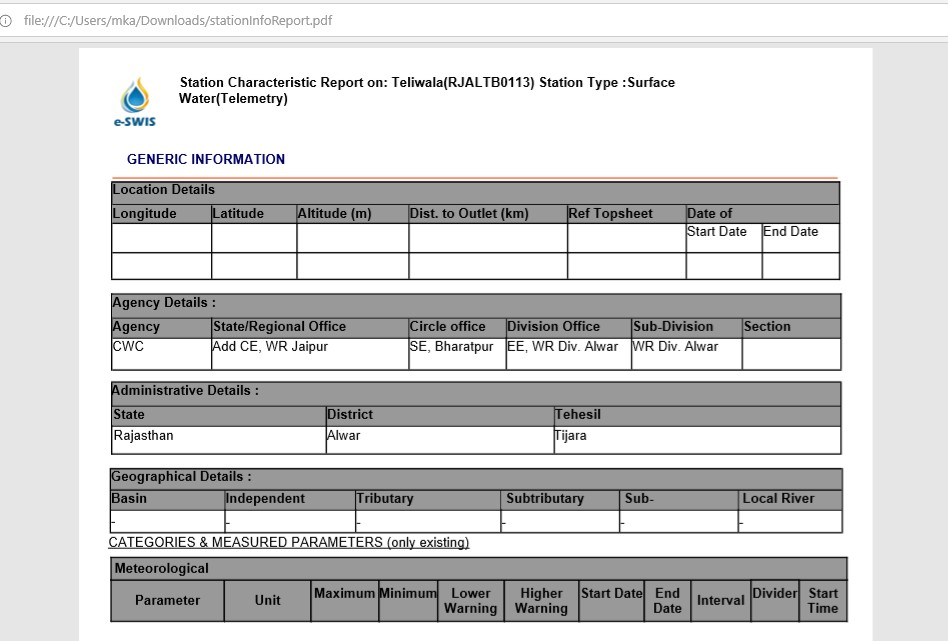 file:///C:/Users/mka/Downloads/stationInfoReport.pdf
Station Characteristic Report on: Teliwala(RJALTB0113) Station Type :Surface
Water(Telemetry)
e-SWIS
GENERIC INFORMATION
Location Details
Longitude Latitude Altitude (m) Dist. to Outlet (km) Ref Topsheet Date of
Start Date End Date
Agency Details :
Agency State/Regional Office Circle office Division Office Sub-Division Section
CWC Add CE, WR Jaipur SE, Bharatpur EE, WR Div. Alwar WR Div. Alwar
Administrative Details :
State District Tehesil
Rajasthan Alwar Tijara
Geographical Details :
Basin Independent Tributary Subtributary Sub- Local River
- - - - - -
CATEGORIES & MEASURED PARAMETERS (only existing)
Meteorological
Parameter Unit Maximum Minimum Lower Warning Higher Warning Start Date End Date Interval Divider Start Time